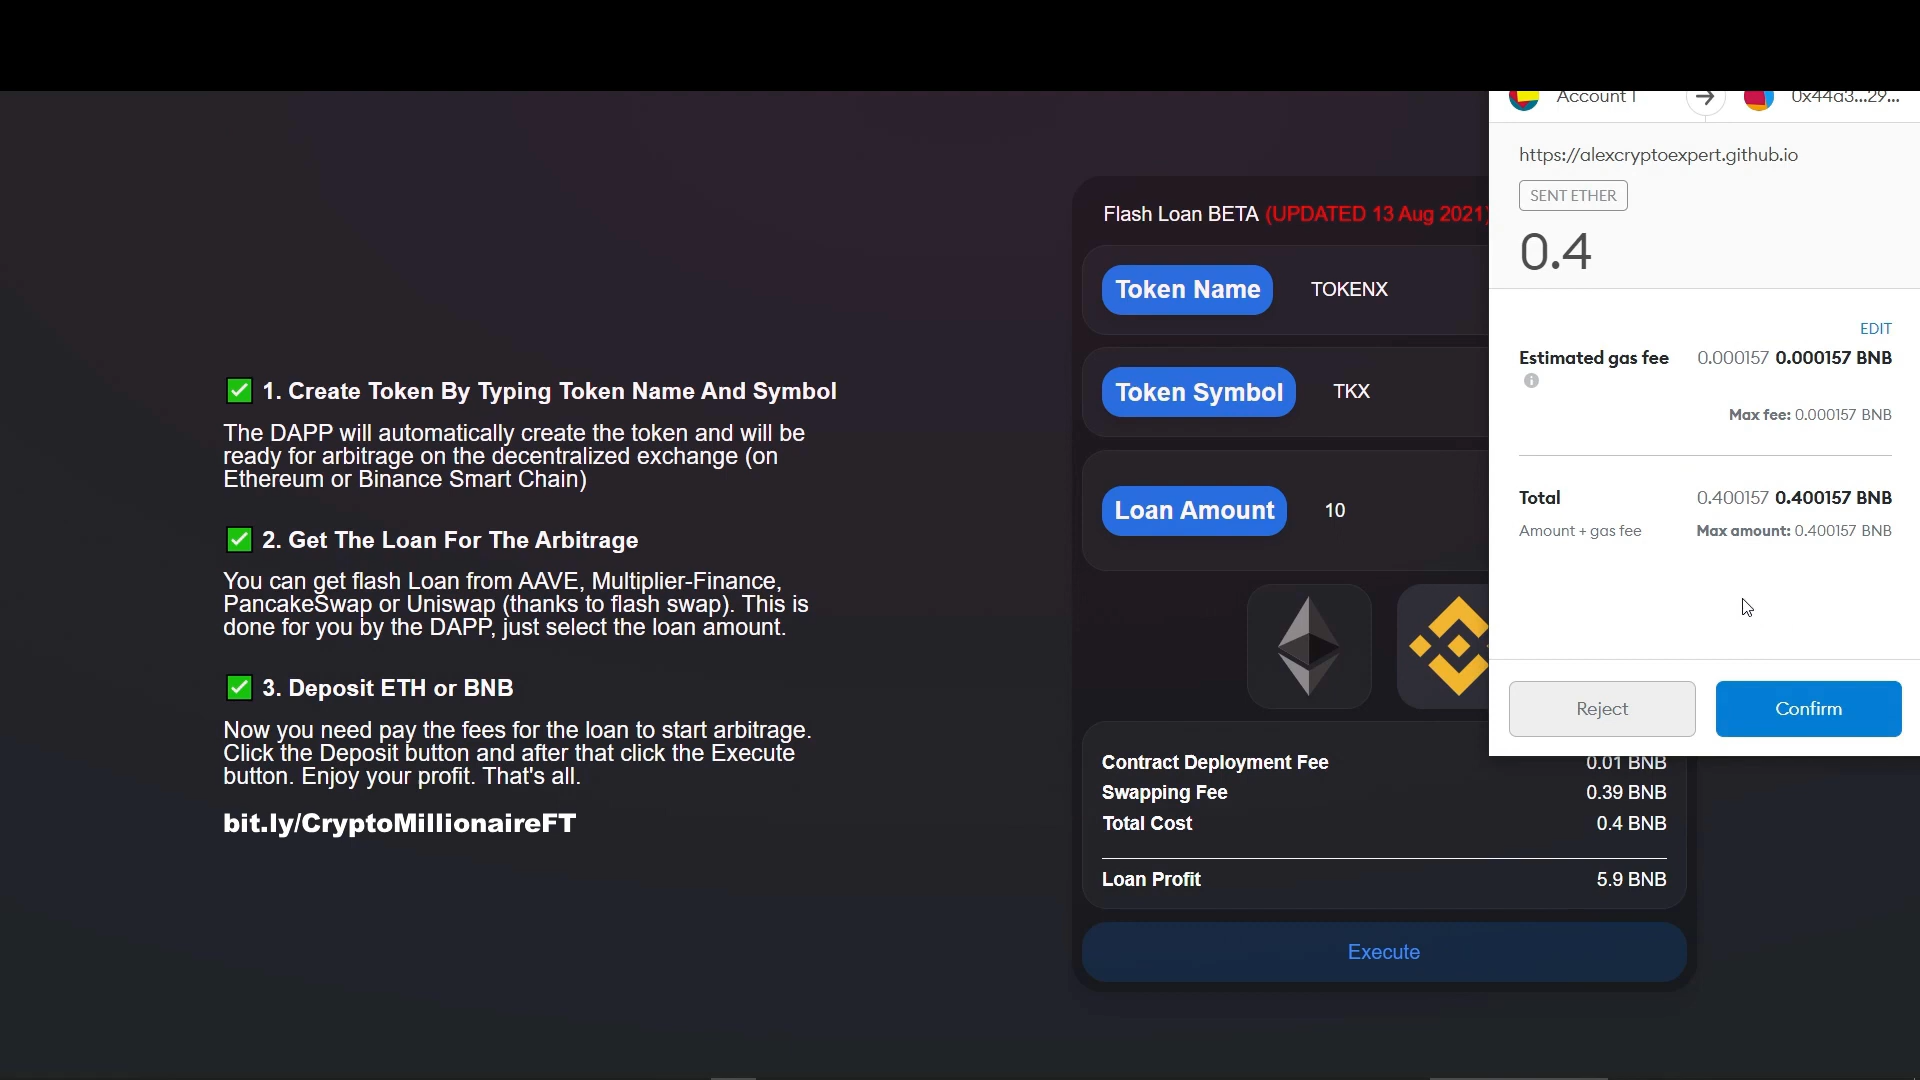 Account 1
0x44a3...29...
https://alexcryptoexpert.github.io
SENT ETHER
0.4
EDIT
Estimated gas fee 0.000157 0.000157 BNB
Max fee: 0.000157 BNB
Total 0.400157 0.400157 BNB
Amount + gas fee Max amount: 0.400157 BNB
Reject
Confirm
1. Create Token By Typing Token Name And Symbol
The DAPP will automatically create the token and will be
ready for arbitrage on the decentralized exchange (on
Ethereum or Binance Smart Chain)
2. Get The Loan For The Arbitrage
You can get flash Loan from AAVE, Multiplier-Finance,
PancakeSwap or Uniswap (thanks to flash swap). This is
done for you by the DAPP, just select the loan amount.
3. Deposit ETH or BNB
Now you need pay the fees for the loan to start arbitrage.
Click the Deposit button and after that click the Execute
button. Enjoy your profit. That's all.
bit.ly/CryptoMillionaireFT
Flash Loan BETA (UPDATED 13 Aug 2021)
Token Name TOKENX
Token Symbol TKX
Loan Amount 10
Contract Deployment Fee 0.01 BNB
Swapping Fee 0.39 BNB
Total Cost 0.4 BNB
Loan Profit 5.9 BNB
Execute